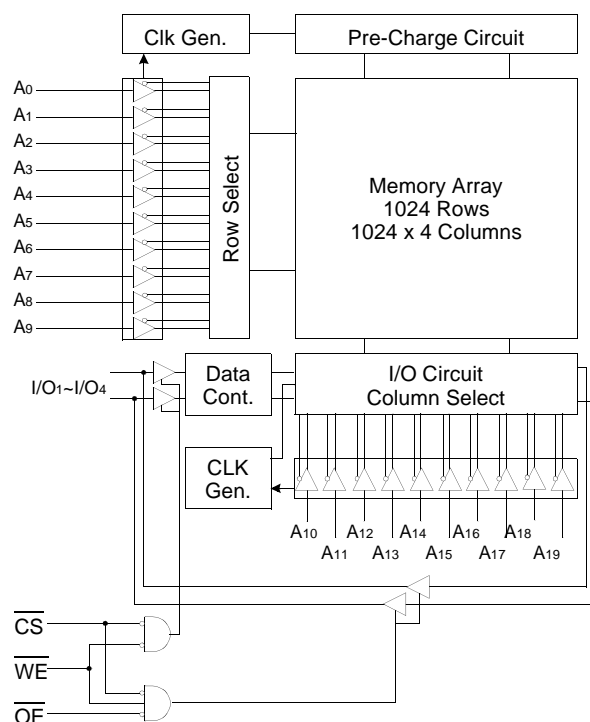 Clk Gen.
Pre-Charge Circuit
A0
A1
A2
A3
A4
A5
A6
A7
A8
A9
Row Select
Memory Array
1024 Rows
1024 x 4 Columns
I/O1~I/O4
Data
Cont.
I/O Circuit
Column Select
CLK
Gen.
A10
A12
A14
A16
A18
A11
A13
A15
A17
A19
CS
WE
OE